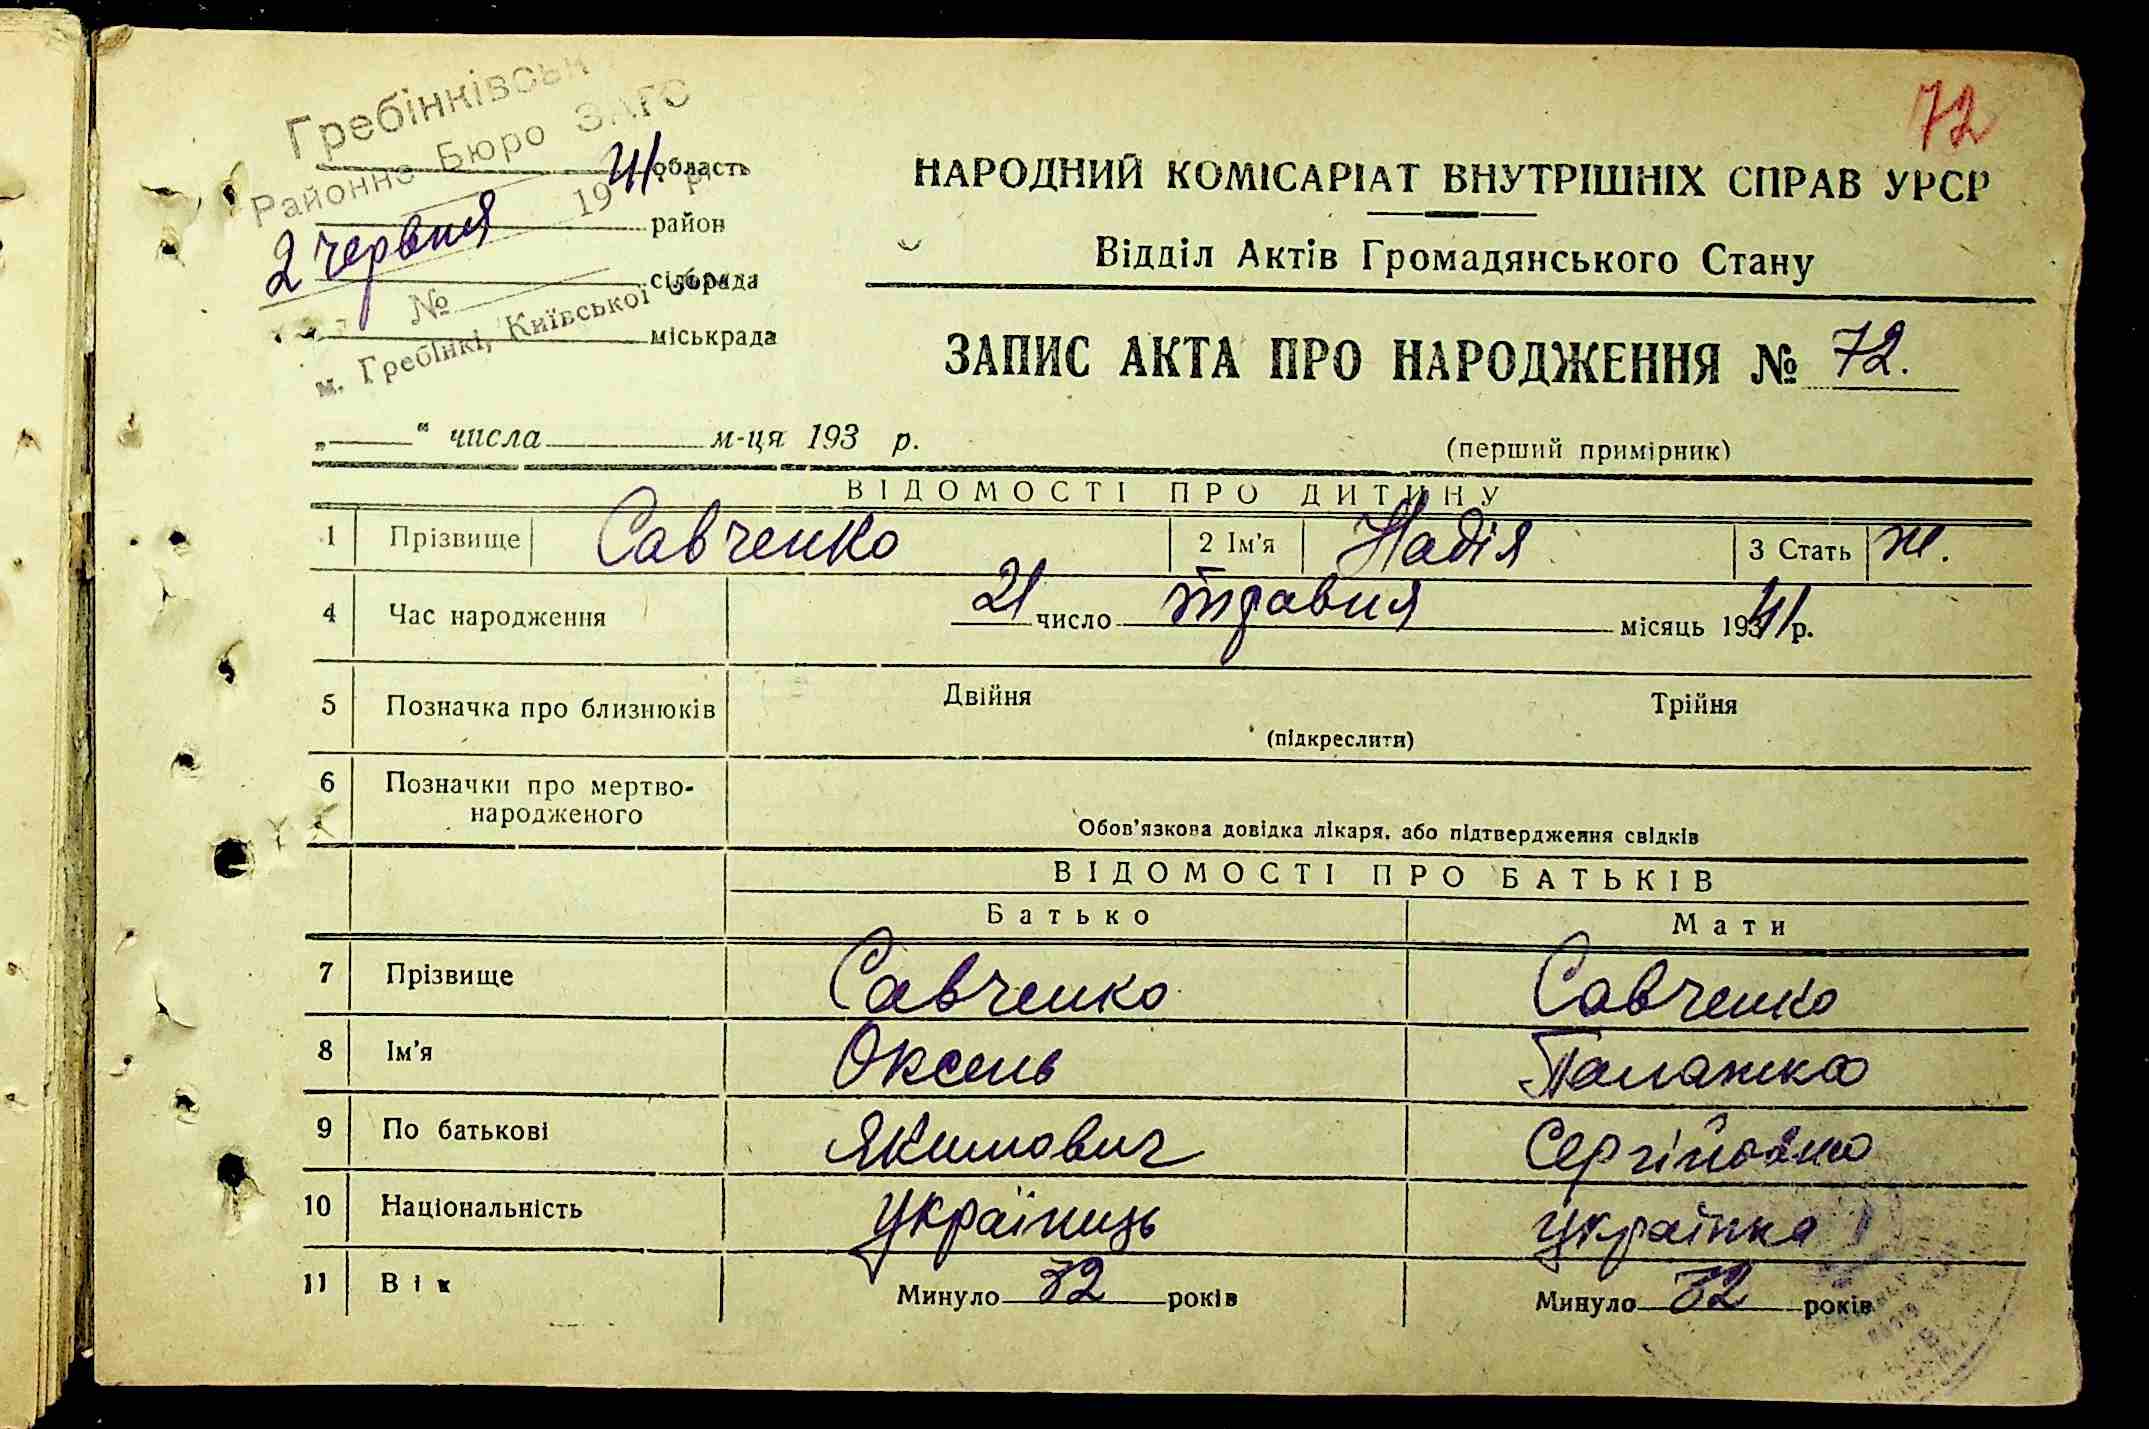 72
Гребінківськ
Районне Бюро ЗАГС
область
1941 р.
2 червня
район
сільрада
№
м. Гребінкі, Київської
міськрада
НАРОДНИЙ КОМІСАРІАТ ВНУТРІШНІХ СПРАВ УРСР
Відділ Актів Громадянського Стану
ЗАПИС АКТА ПРО НАРОДЖЕННЯ № 72.
„ “ числа м-ця 193 р.
(перший примірник)
ВІДОМОСТІ ПРО ДИТИНУ
1 Прізвище Савченко 2 Ім'я Надія 3 Стать ж.
4 Час народження 21 число травня місяць 1941 р.
5 Позначка про близнюків Двійня Трійня
(підкреслити)
6 Позначки про мертво-
народженого
Обов'язкова довідка лікаря, або підтвердження свідків
ВІДОМОСТІ ПРО БАТЬКІВ
Батько Мати
7 Прізвище Савченко Савченко
8 Ім'я Оксень Палажка
9 По батькові Якимович Сергіївна
10 Національність Українець українка
11 Вік Минуло 32 років Минуло 32 років